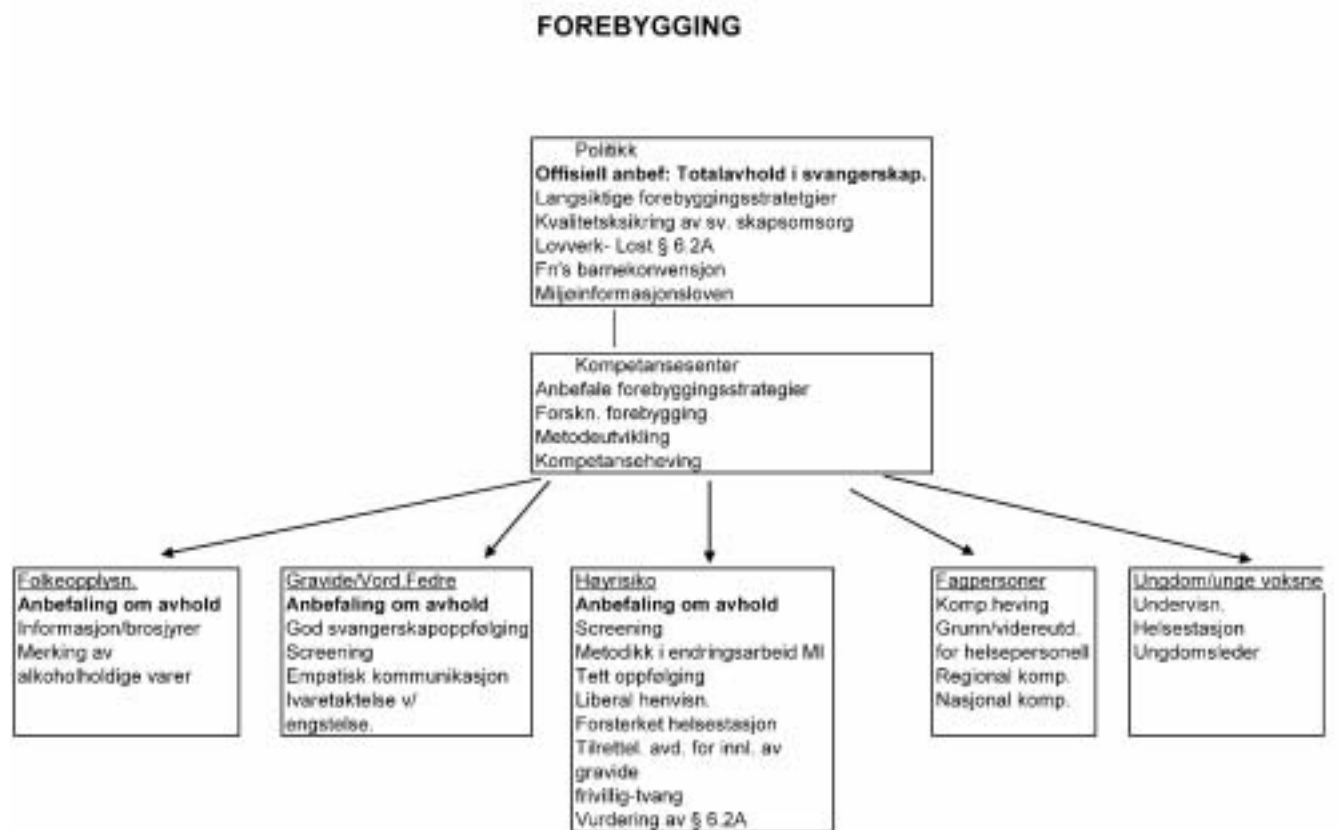 FOREBYGGING
Politikk
Offisiell anbef: Totalavhold i svangerskap.
Langsiktige forebyggingsstratetgier
Kvalitetsksikring av sv. skapsomsorg
Lovverk- Lost § 6.2A
Fn's barnekonvensjon
Miljøinformasjonsloven
Kompetansesenter
Anbefale forebyggingsstrategier
Forskn. forebygging
Metodeutvikling
Kompetanseheving
Folkeopplysn.
Anbefaling om avhold
Informasjon/brosjyrer
Merking av
alkoholholdige varer
Gravide/Vord.Fedre
Anbefaling om avhold
God svangerskapoppfølging
Screening
Empatisk kommunikasjon
Ivaretaktelse v/
engstelse.
Høyrisiko
Anbefaling om avhold
Screening
Metodikk i endringsarbeid MI
Tett oppfølging
Liberal henvisn.
Forsterket helsestasjon
Tilrettel. avd. for innl. av
gravide
frivillig-tvang
Vurdering av § 6.2A
Fagpersoner
Komp.heving
Grunn/videreutd.
for helsepersonell
Regional komp.
Nasjonal komp.
Ungdom/unge voksne
Undervisn.
Helsestasjon
Ungdomsleder